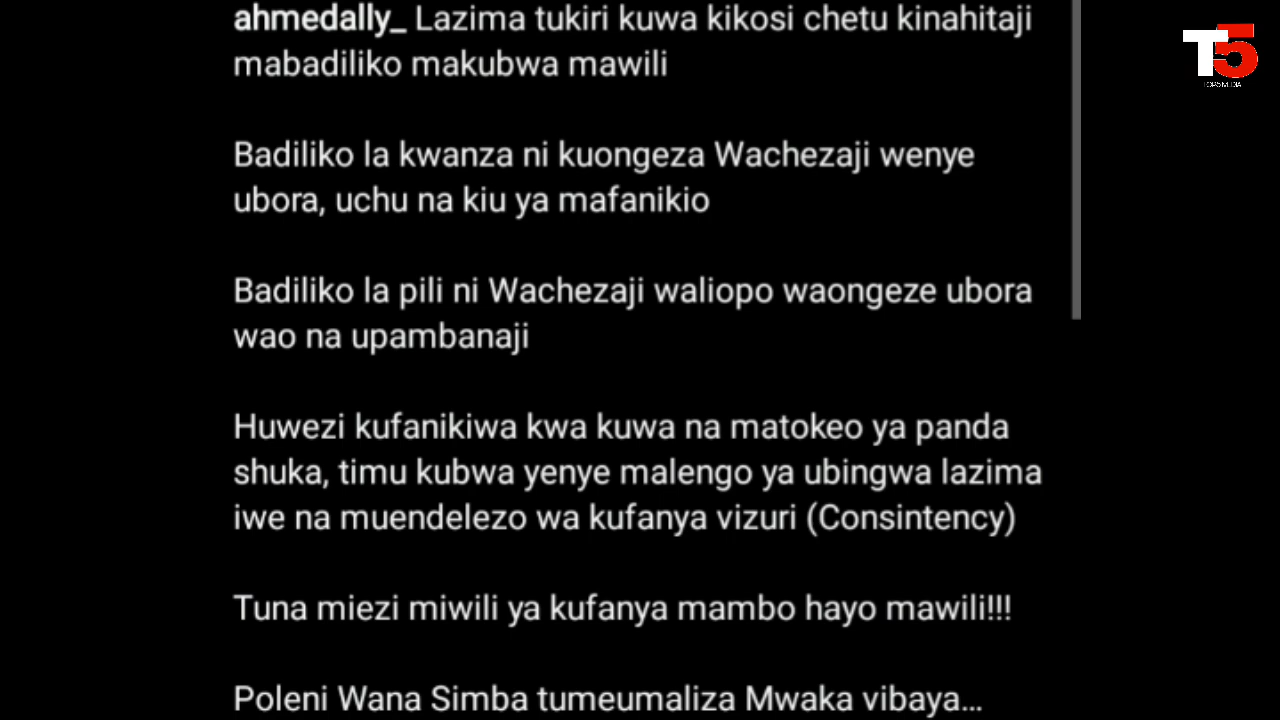 ahmedally_ Lazima tukiri kuwa kikosi chetu kinahitaji
mabadiliko makubwa mawili
Badiliko la kwanza ni kuongeza Wachezaji wenye
ubora, uchu na kiu ya mafanikio
Badiliko la pili ni Wachezaji waliopo waongeze ubora
wao na upambanaji
Huwezi kufanikiwa kwa kuwa na matokeo ya panda
shuka, timu kubwa yenye malengo ya ubingwa lazima
iwe na muendelezo wa kufanya vizuri (Consintency)
Tuna miezi miwili ya kufanya mambo hayo mawili!!!
Poleni Wana Simba tumeumaliza Mwaka vibaya...
T5
TOP5 MEDIA